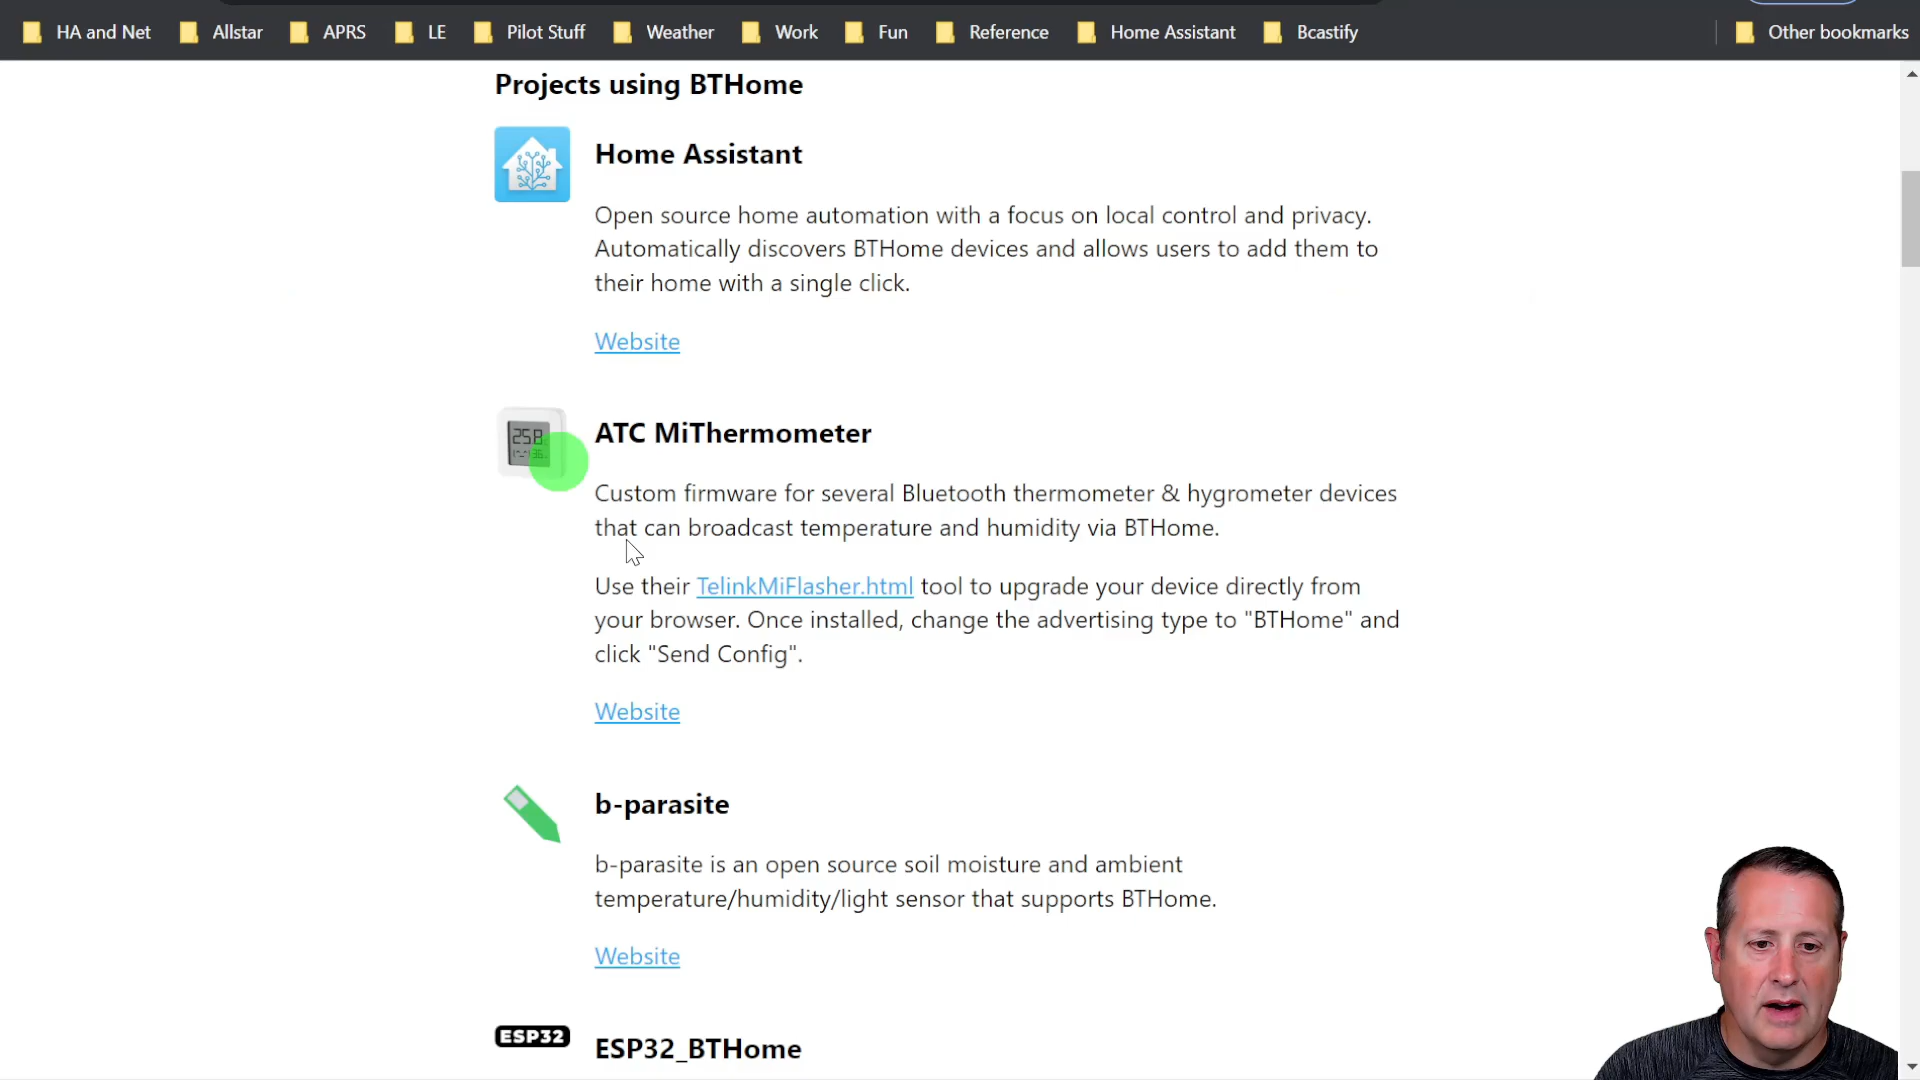 HA and Net Allstar APRS LE Pilot Stuff Weather Work Fun Reference Home Assistant Bcastify Other bookmarks
Projects using BTHome
Home Assistant
Open source home automation with a focus on local control and privacy.
Automatically discovers BTHome devices and allows users to add them to
their home with a single click.
Website
ATC MiThermometer
Custom firmware for several Bluetooth thermometer & hygrometer devices
that can broadcast temperature and humidity via BTHome.
Use their TelinkMiFlasher.html tool to upgrade your device directly from
your browser. Once installed, change the advertising type to "BTHome" and
click "Send Config".
Website
b-parasite
b-parasite is an open source soil moisture and ambient
temperature/humidity/light sensor that supports BTHome.
Website
ESP32
ESP32_BTHome